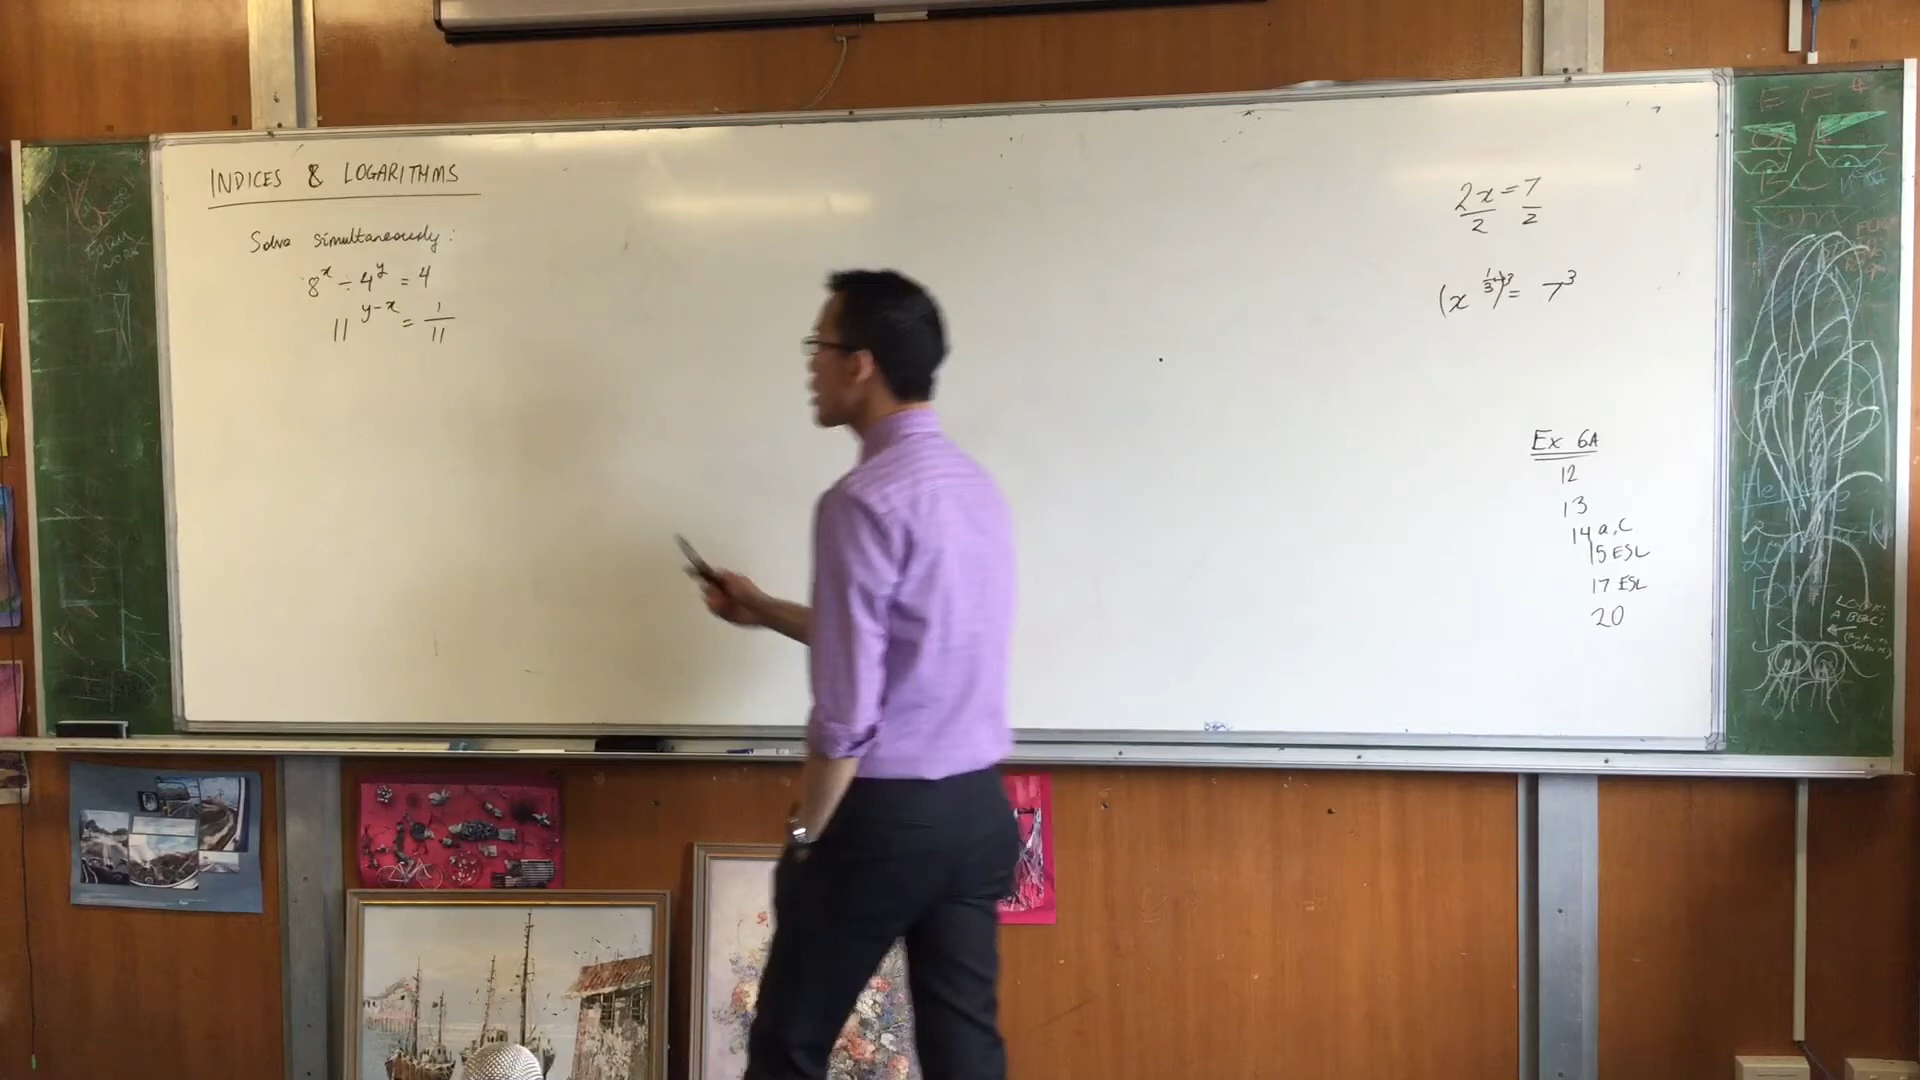 INDICES & LOGARITHMS
Solve simultaneously:
8^x ÷ 4^y = 4
11^(y-x) = 1/11
2x/2 = 7/2
(x^(1/3))^3 = 7^3
Ex 6A
12
13
14 a, c
15 ESL
17 ESL
20
LOOK: